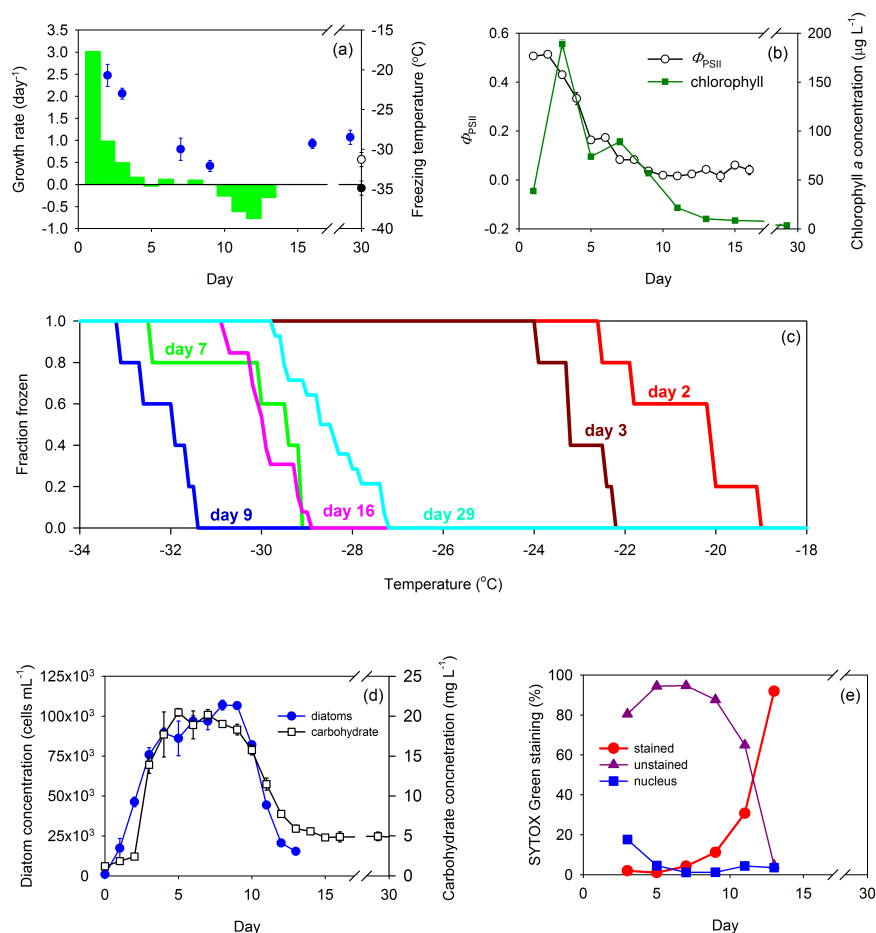 (a)
Growth rate (day⁻¹)
3.5
3.0
2.5
2.0
1.5
1.0
0.5
0.0
-0.5
-1.0
-15
-20
-25
-30
-35
-40
Freezing temperature (°C)
0 5 10 15 30
Day
(b)
Φ_PSII
chlorophyll
Φ_PSII
0.6
0.4
0.2
0.0
-0.2
200
150
100
50
0
Chlorophyll a concentration (µg L⁻¹)
0 5 10 15 30
Day
(c)
Fraction frozen
1.0
0.8
0.6
0.4
0.2
0.0
day 7
day 2
day 3
day 9
day 16
day 29
-34 -32 -30 -28 -26 -24 -22 -20 -18
Temperature (°C)
(d)
Diatom concentration (cells mL⁻¹)
125x10³
100x10³
75x10³
50x10³
25x10³
0
diatoms
carbohydrate
25
20
15
10
5
0
Carbohydrate concnetration (mg L⁻¹)
0 5 10 15 30
Day
(e)
SYTOX Green staining (%)
100
80
60
40
20
0
stained
unstained
nucleus
0 5 10 15 30
Day